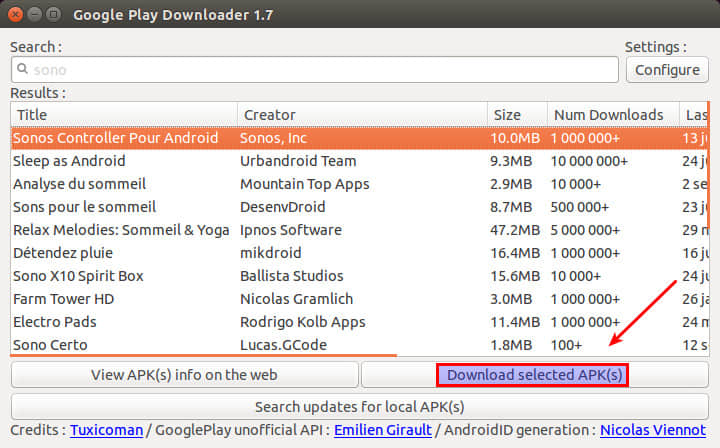 Google Play Downloader 1.7
Search : Settings :
sono Configure
Results :
Title Creator Size Num Downloads Las
Sonos Controller Pour Android Sonos, Inc 10.0MB 1 000 000+ 13 ju
Sleep as Android Urbandroid Team 9.3MB 10 000 000+ 24 ju
Analyse du sommeil Mountain Top Apps 2.9MB 10 000+ 2 se
Sons pour le sommeil DesenvDroid 8.7MB 500 000+ 23 ju
Relax Melodies: Sommeil & Yoga Ipnos Software 47.2MB 5 000 000+ 29 m
Détendez pluie mikdroid 16.4MB 1 000 000+ 16 ju
Sono X10 Spirit Box Ballista Studios 15.6MB 10 000+ 24 ju
Farm Tower HD Nicolas Gramlich 3.0MB 1 000 000+ 26 ja
Electro Pads Rodrigo Kolb Apps 11.4MB 1 000 000+ 24 m
Sono Certo Lucas.GCode 1.8MB 100+ 12 s
View APK(s) info on the web Download selected APK(s)
Search updates for local APK(s)
Credits : Tuxicoman / GooglePlay unofficial API : Emilien Girault / AndroidID generation : Nicolas Viennot